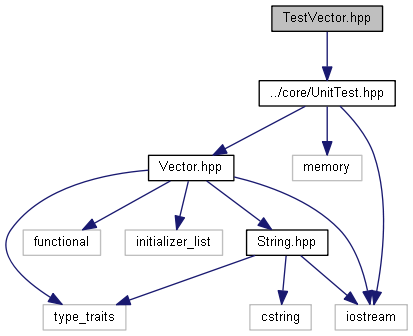 TestVector.hpp
../core/UnitTest.hpp
Vector.hpp
memory
functional
initializer_list
String.hpp
type_traits
cstring
iostream